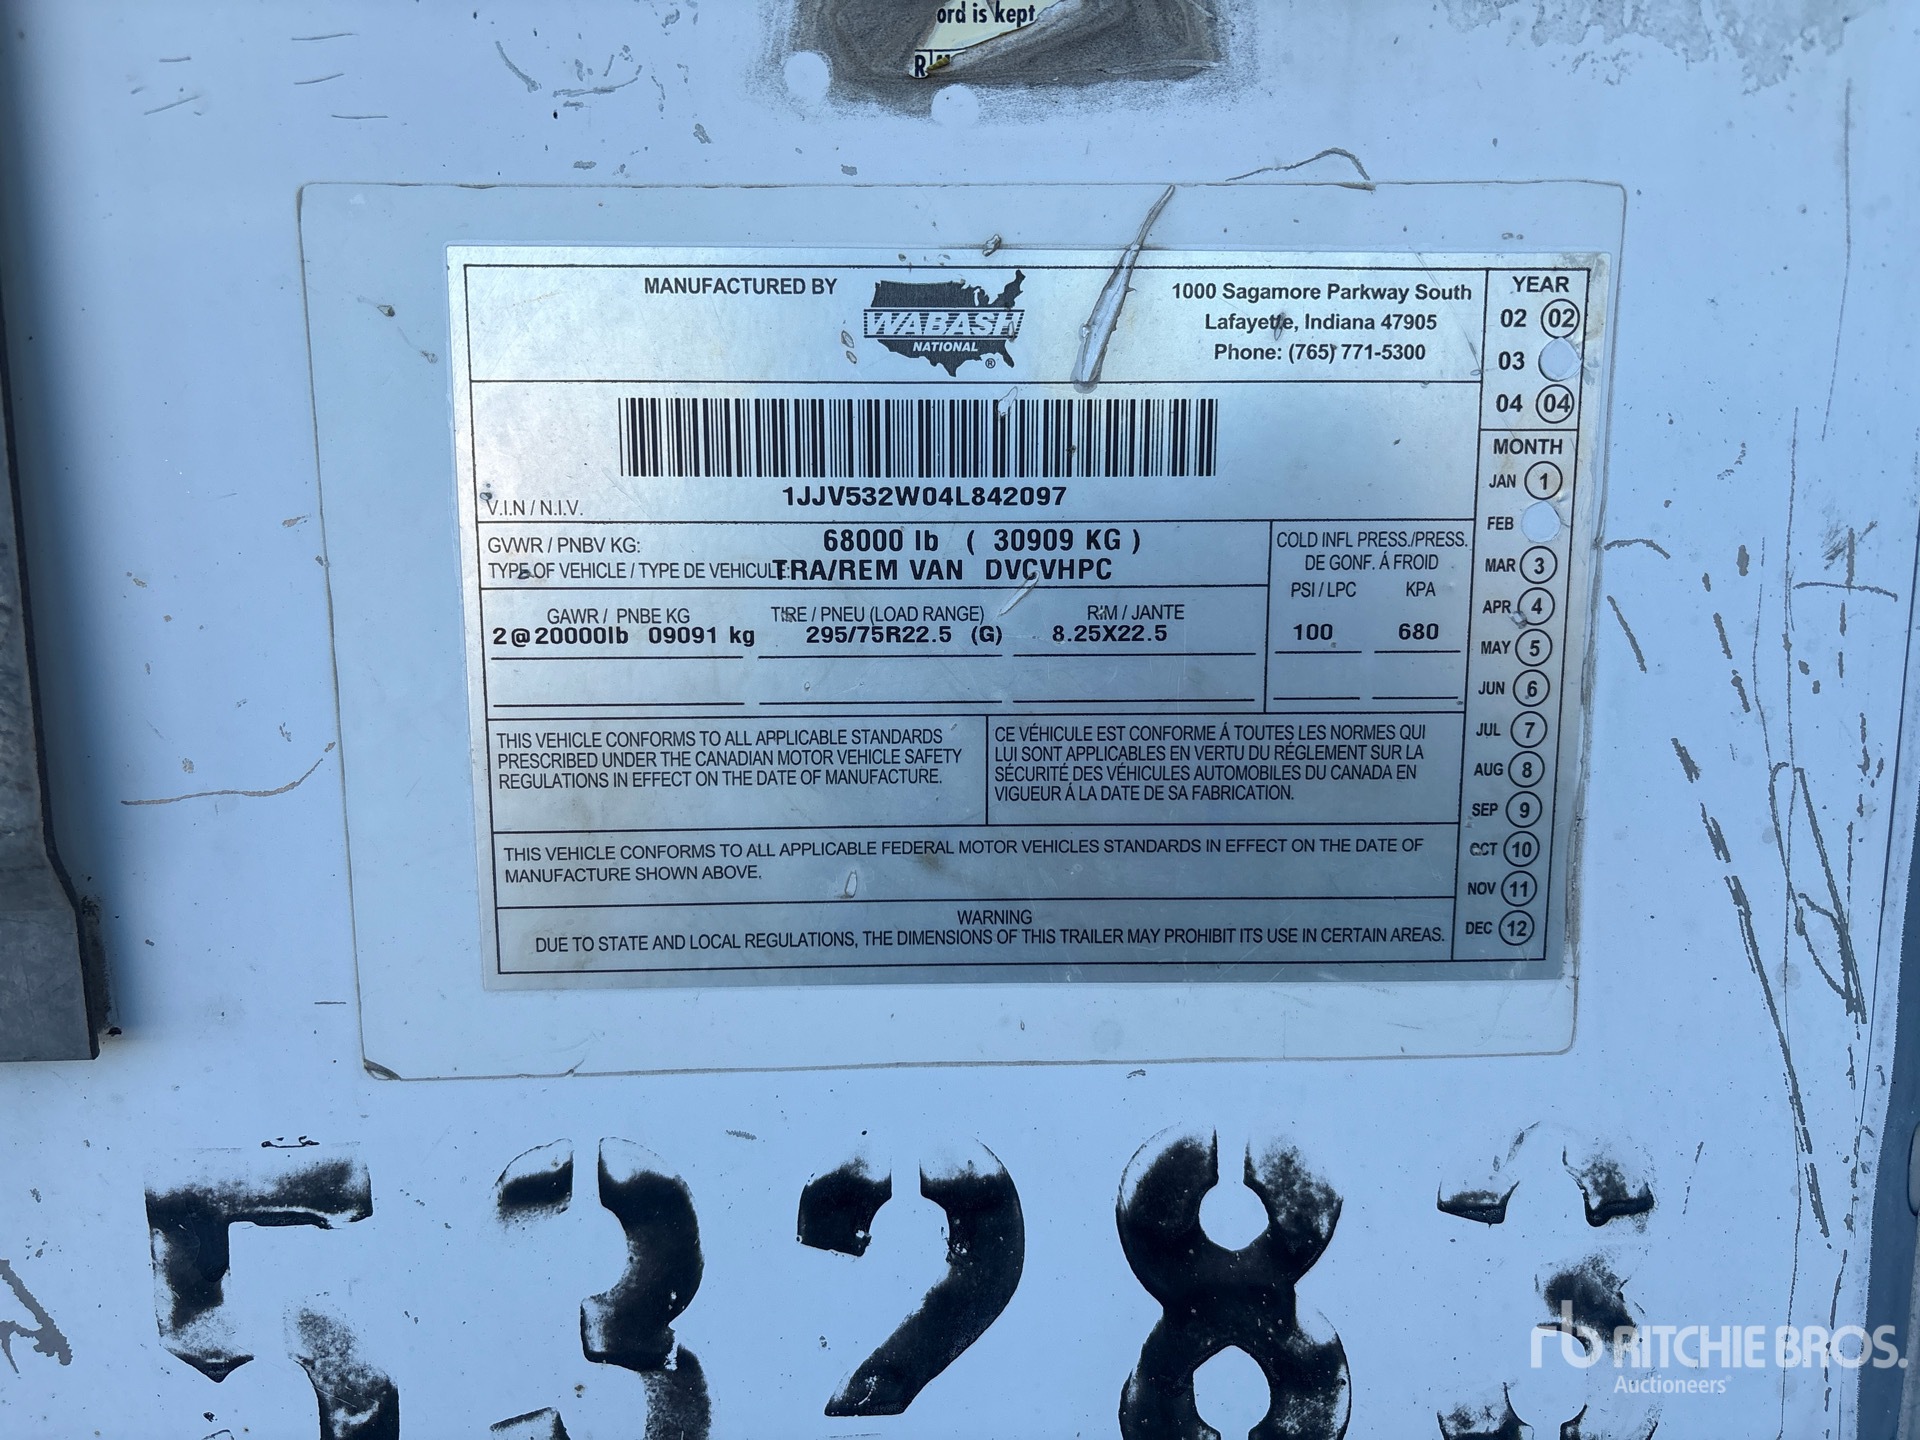 ord is kept
MANUFACTURED BY
WABASH
NATIONAL
®
1000 Sagamore Parkway South
Lafayette, Indiana 47905
Phone: (765) 771-5300
1JJV532W04L842097
V.I.N / N.I.V.
GVWR / PNBV KG: 68000 lb ( 30909 KG )
TYPE OF VEHICLE / TYPE DE VEHICULE: TRA/REM VAN DVCVHPC
GAWR / PNBE KG TIRE / PNEU (LOAD RANGE) RIM / JANTE
2@20000lb 09091 kg 295/75R22.5 (G) 8.25X22.5
COLD INFL PRESS./PRESS.
DE GONF. Á FROID
PSI / LPC KPA
100 680
THIS VEHICLE CONFORMS TO ALL APPLICABLE STANDARDS
PRESCRIBED UNDER THE CANADIAN MOTOR VEHICLE SAFETY
REGULATIONS IN EFFECT ON THE DATE OF MANUFACTURE.
CE VÉHICULE EST CONFORME Á TOUTES LES NORMES QUI
LUI SONT APPLICABLES EN VERTU DU RÉGLEMENT SUR LA
SÉCURITÉ DES VÉHICULES AUTOMOBILES DU CANADA EN
VIGUEUR Á LA DATE DE SA FABRICATION.
THIS VEHICLE CONFORMS TO ALL APPLICABLE FEDERAL MOTOR VEHICLES STANDARDS IN EFFECT ON THE DATE OF
MANUFACTURE SHOWN ABOVE.
WARNING
DUE TO STATE AND LOCAL REGULATIONS, THE DIMENSIONS OF THIS TRAILER MAY PROHIBIT ITS USE IN CERTAIN AREAS.
YEAR
02 02
03
04 04
MONTH
JAN 1
FEB
MAR 3
APR 4
MAY 5
JUN 6
JUL 7
AUG 8
SEP 9
OCT 10
NOV 11
DEC 12
53283
rb RITCHIE BROS.
Auctioneers